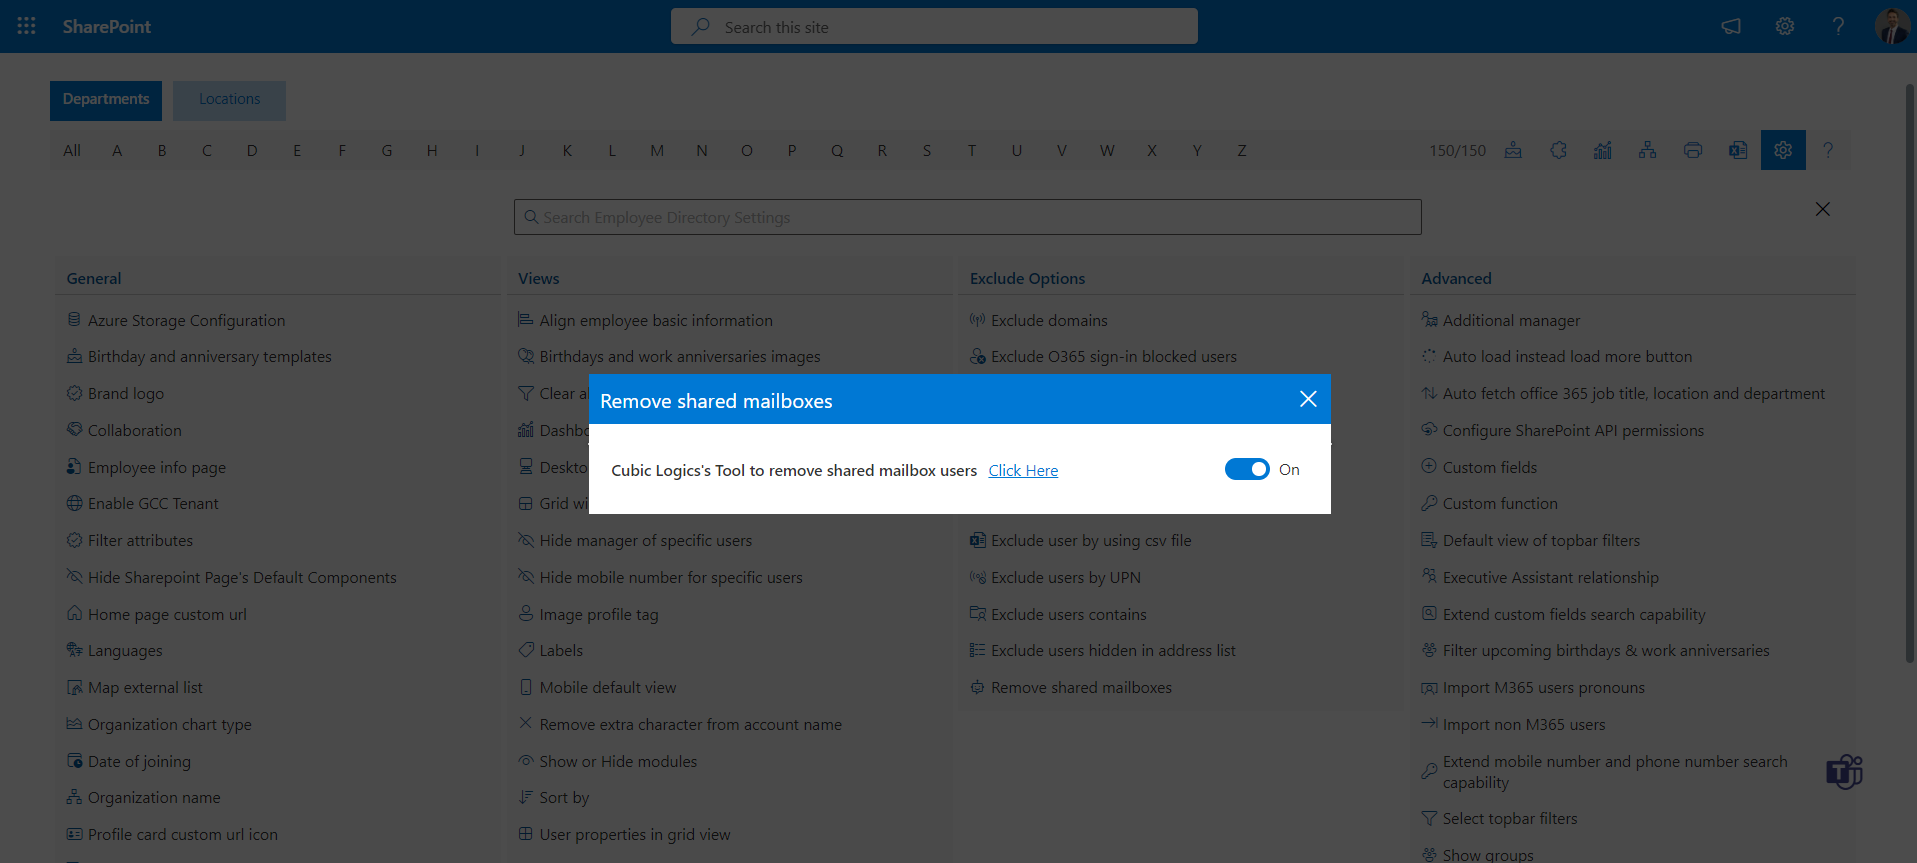 SharePoint
Search this site
Departments
Locations
All A B C D E F G H I J K L M N O P Q R S T U V W X Y Z
150/150
?
Search Employee Directory Settings
General
Azure Storage Configuration
Birthday and anniversary templates
Brand logo
Collaboration
Employee info page
Enable GCC Tenant
Filter attributes
Hide Sharepoint Page's Default Components
Home page custom url
Languages
Map external list
Organization chart type
Date of joining
Organization name
Profile card custom url icon
Views
Align employee basic information
Birthdays and work anniversaries images
Clear al
Dashbo
Deskto
Grid wi
Hide manager of specific users
Hide mobile number for specific users
Image profile tag
Labels
Mobile default view
Remove extra character from account name
Show or Hide modules
Sort by
User properties in grid view
Exclude Options
Exclude domains
Exclude O365 sign-in blocked users
Exclude user by using csv file
Exclude users by UPN
Exclude users contains
Exclude users hidden in address list
Remove shared mailboxes
Advanced
Additional manager
Auto load instead load more button
Auto fetch office 365 job title, location and department
Configure SharePoint API permissions
Custom fields
Custom function
Default view of topbar filters
Executive Assistant relationship
Extend custom fields search capability
Filter upcoming birthdays & work anniversaries
Import M365 users pronouns
Import non M365 users
Extend mobile number and phone number search
capability
Select topbar filters
Show groups
Remove shared mailboxes
Cubic Logics's Tool to remove shared mailbox users Click Here
On